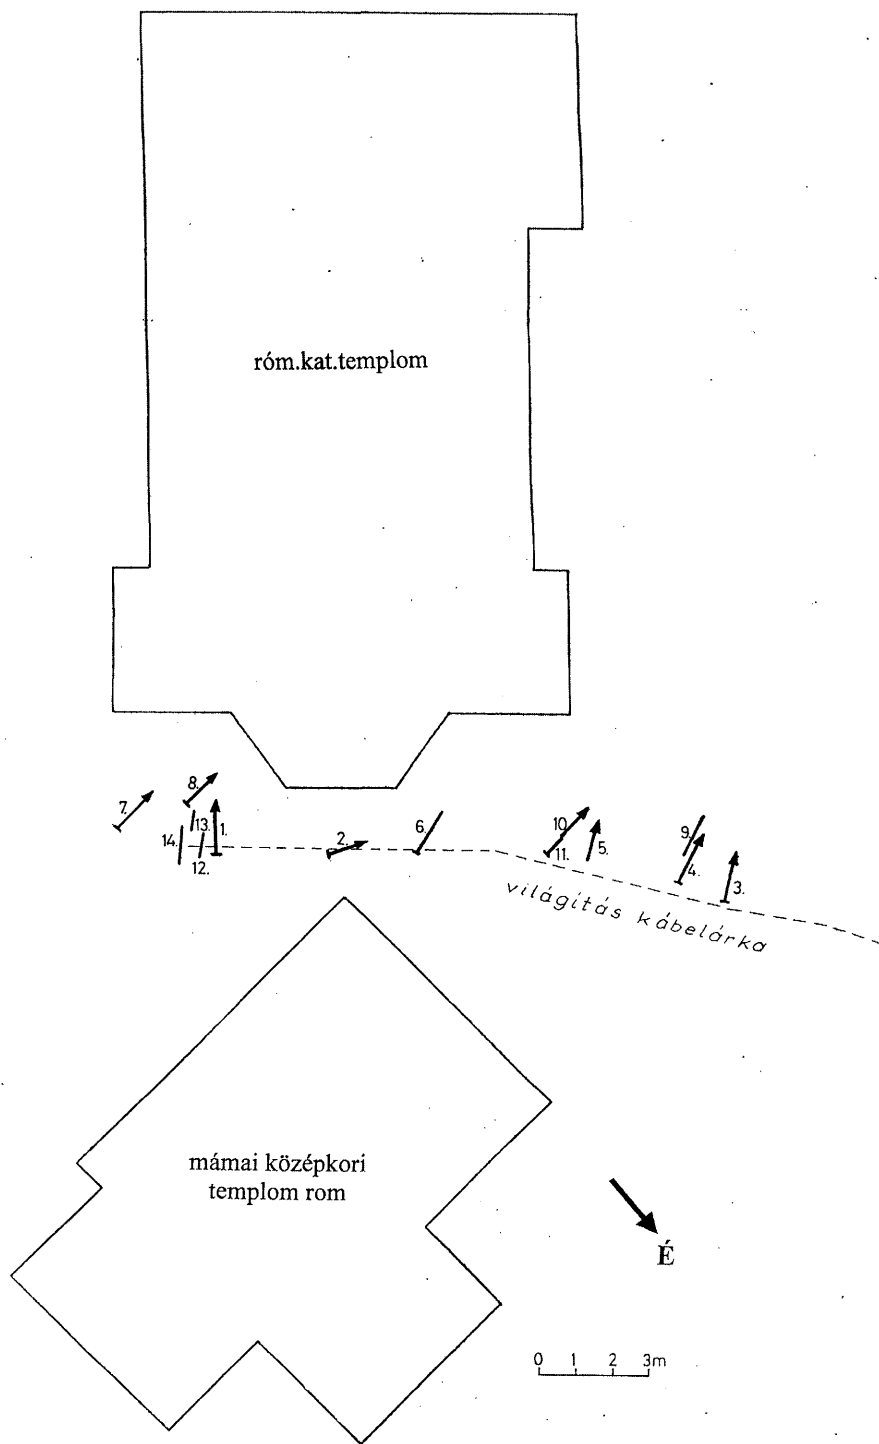 róm.kat.templom
8.
7.
13.
1.
14.
12.
2.
6.
10.
11.
5.
9.
4.
3.
világítás kábelárka
mámai középkori
templom rom
É
0 1 2 3m